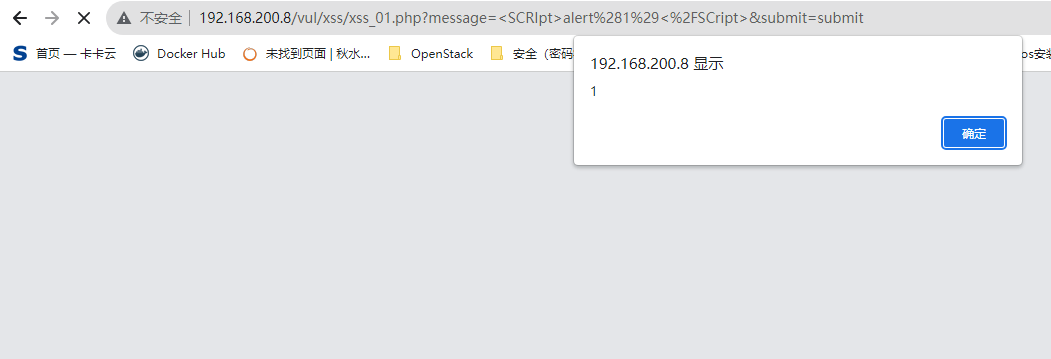 不安全 192.168.200.8/vul/xss/xss_01.php?message=<SCRIpt>alert%281%29<%2FSCript>&submit=submit
S 首页 — 卡卡云 Docker Hub 未找到页面 | 秋水... OpenStack 安全（密码 os安装
192.168.200.8 显示
1
确定